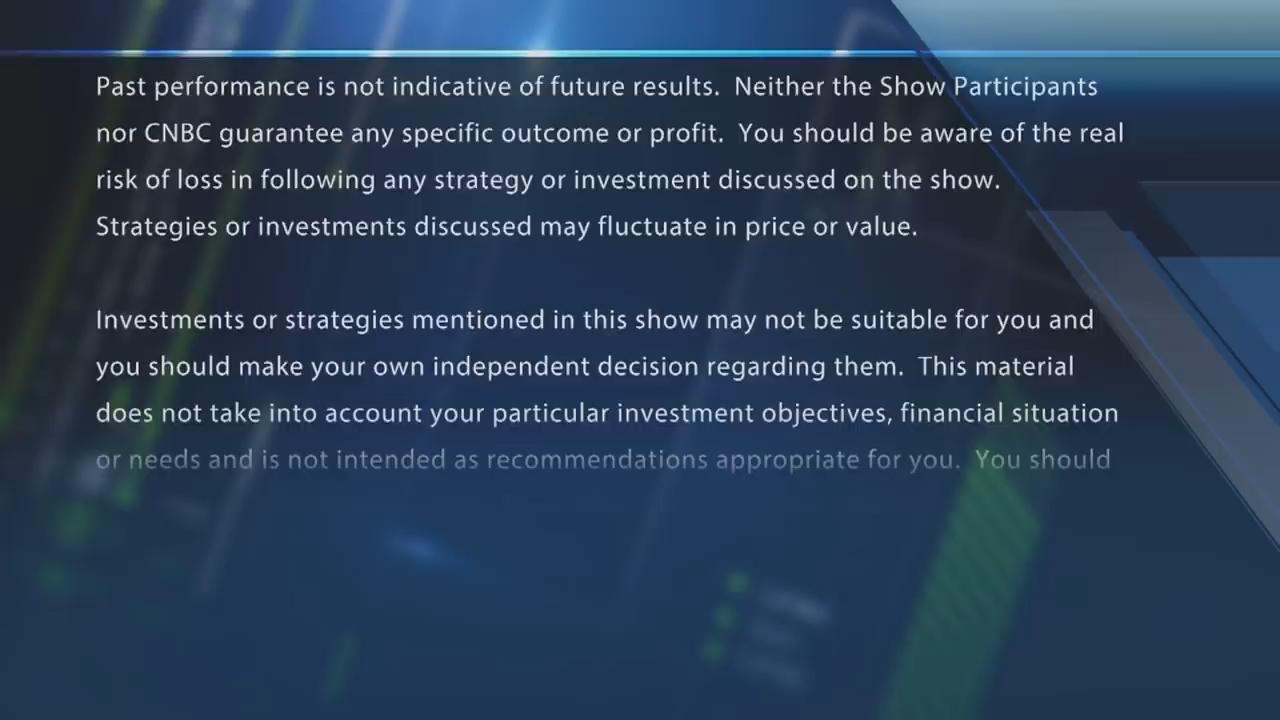 Past performance is not indicative of future results.  Neither the Show Participants
nor CNBC guarantee any specific outcome or profit.  You should be aware of the real
risk of loss in following any strategy or investment discussed on the show.
Strategies or investments discussed may fluctuate in price or value.
Investments or strategies mentioned in this show may not be suitable for you and
you should make your own independent decision regarding them.  This material
does not take into account your particular investment objectives, financial situation
or needs and is not intended as recommendations appropriate for you.  You should